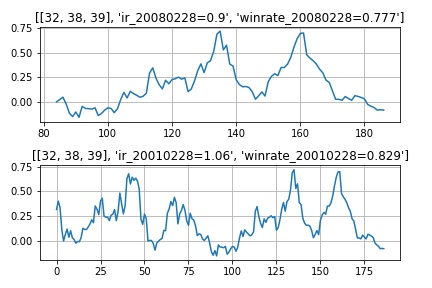 [[32, 38, 39], 'ir_20080228=0.9', 'winrate_20080228=0.777']
0.75
0.50
0.25
0.00
80 100 120 140 160 180
[[32, 38, 39], 'ir_20010228=1.06', 'winrate_20010228=0.829']
0.75
0.50
0.25
0.00
0 25 50 75 100 125 150 175